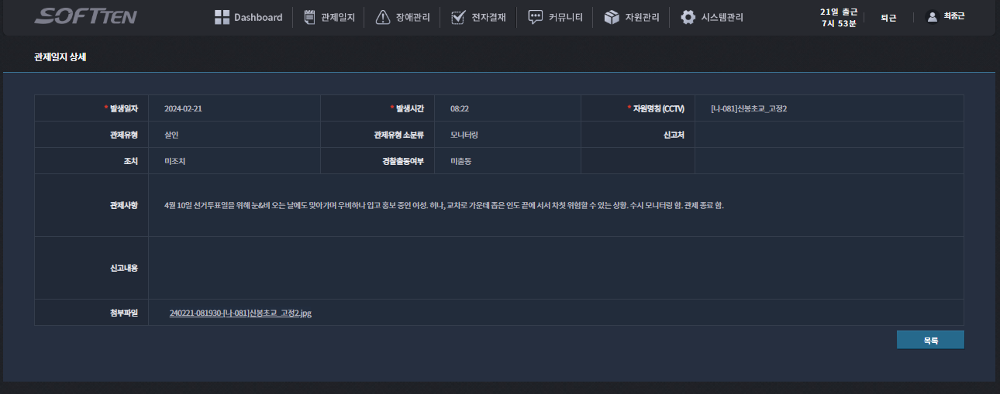 SOFTTEN
Dashboard
관제일지
장애관리
전자결재
커뮤니티
자원관리
시스템관리
21일 출근
7시 53분
퇴근
최종근
관제일지 상세
* 발생일자 2024-02-21 * 발생시간 08:22 * 자원명칭 (CCTV) [나-081]신봉초교_고정2
관제유형 살인 관제유형 소분류 모니터링 신고처
조치 미조치 경찰출동여부 미출동
관제사항 4월 10일 선거투표일을 위해 눈&비 오는 날에도 맞아가며 우비하나 입고 홍보 중인 여성. 허나, 교차로 가운데 좁은 인도 끝에 서서 차칫 위험할 수 있는 상황. 수시 모니터링 함. 관제 종료 함.
신고내용
첨부파일 240221-081930-[나-081]신봉초교_고정2.jpg
목록